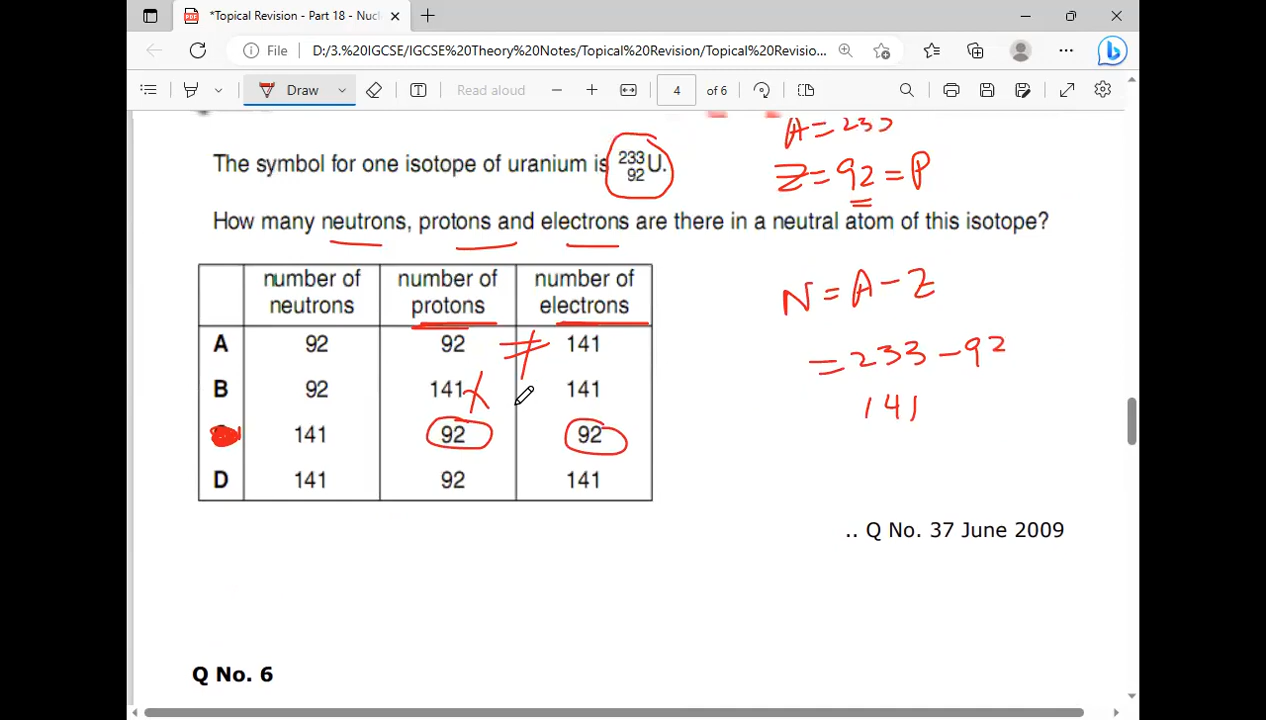 *Topical Revision - Part 18 - Nucl
File D:/3.%20IGCSE/IGCSE%20Theory%20Notes/Topical%20Revision/Topical%20Revisio...
Draw Read aloud 4 of 6
A = 233
The symbol for one isotope of uranium is 233 92 U.
Z = 92 = P
How many neutrons, protons and electrons are there in a neutral atom of this isotope?
number of neutrons number of protons number of electrons
N = A - Z
A 92 92 ≠ 141
= 233 - 92
B 92 141 X 141
141
141 92 92
D 141 92 141
.. Q No. 37 June 2009
Q No. 6